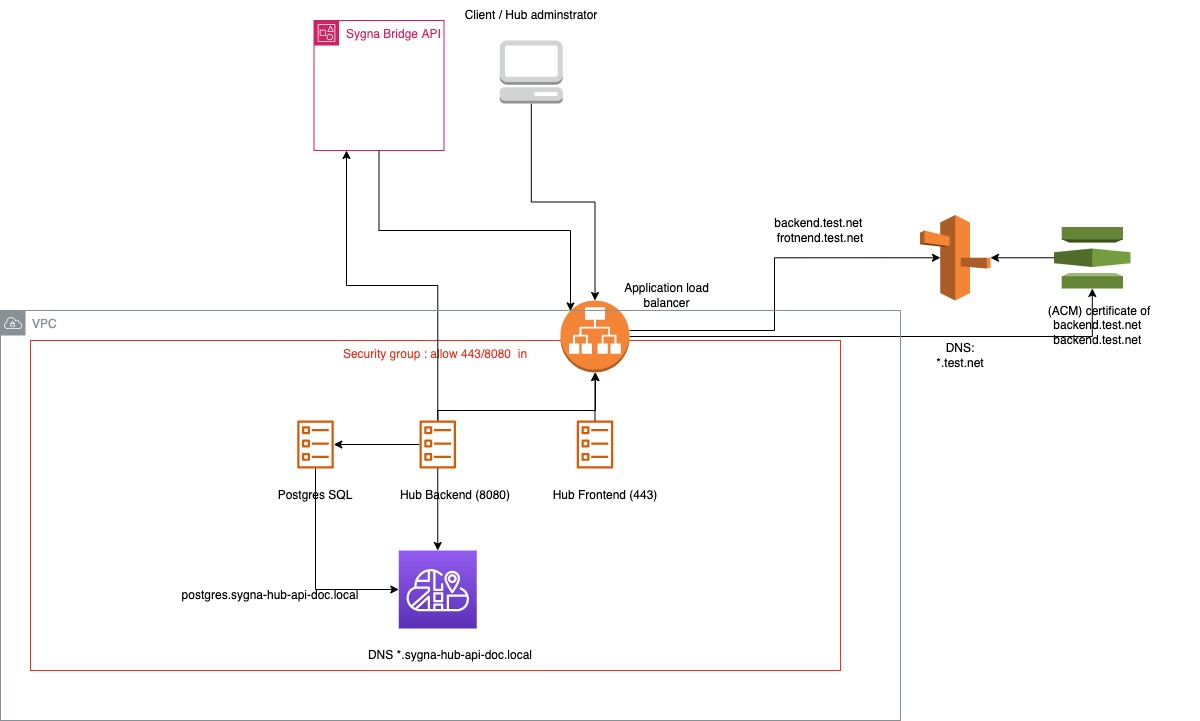 Client / Hub adminstrator
Sygna Bridge API
backend.test.net
frotnend.test.net
Application load
balancer
(ACM) certificate of
backend.test.net
backend.test.net
VPC
DNS:
*.test.net
Security group : allow 443/8080  in
Postgres SQL
Hub Backend (8080)
Hub Frontend (443)
postgres.sygna-hub-api-doc.local
DNS *.sygna-hub-api-doc.local